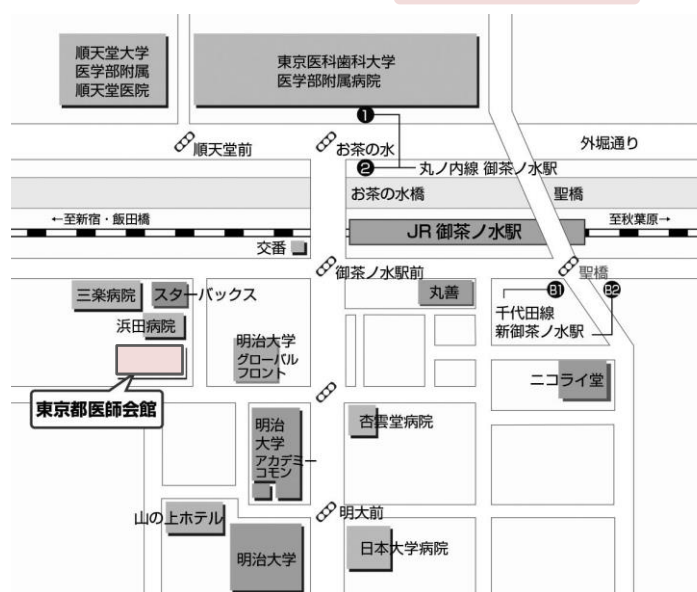 順天堂大学
医学部附属
順天堂医院
東京医科歯科大学
医学部附属病院
1
順天堂前
お茶の水
外堀通り
2
丸ノ内線 御茶ノ水駅
お茶の水橋
聖橋
←至新宿・飯田橋
JR 御茶ノ水駅
至秋葉原→
交番
御茶ノ水駅前
聖橋
三楽病院
スターバックス
丸善
B1
B2
千代田線
新御茶ノ水駅
浜田病院
明治大学
グローバル
フロント
ニコライ堂
東京都医師会館
明治
大学
アカデミー
コモン
杏雲堂病院
山の上ホテル
明大前
明治大学
日本大学病院